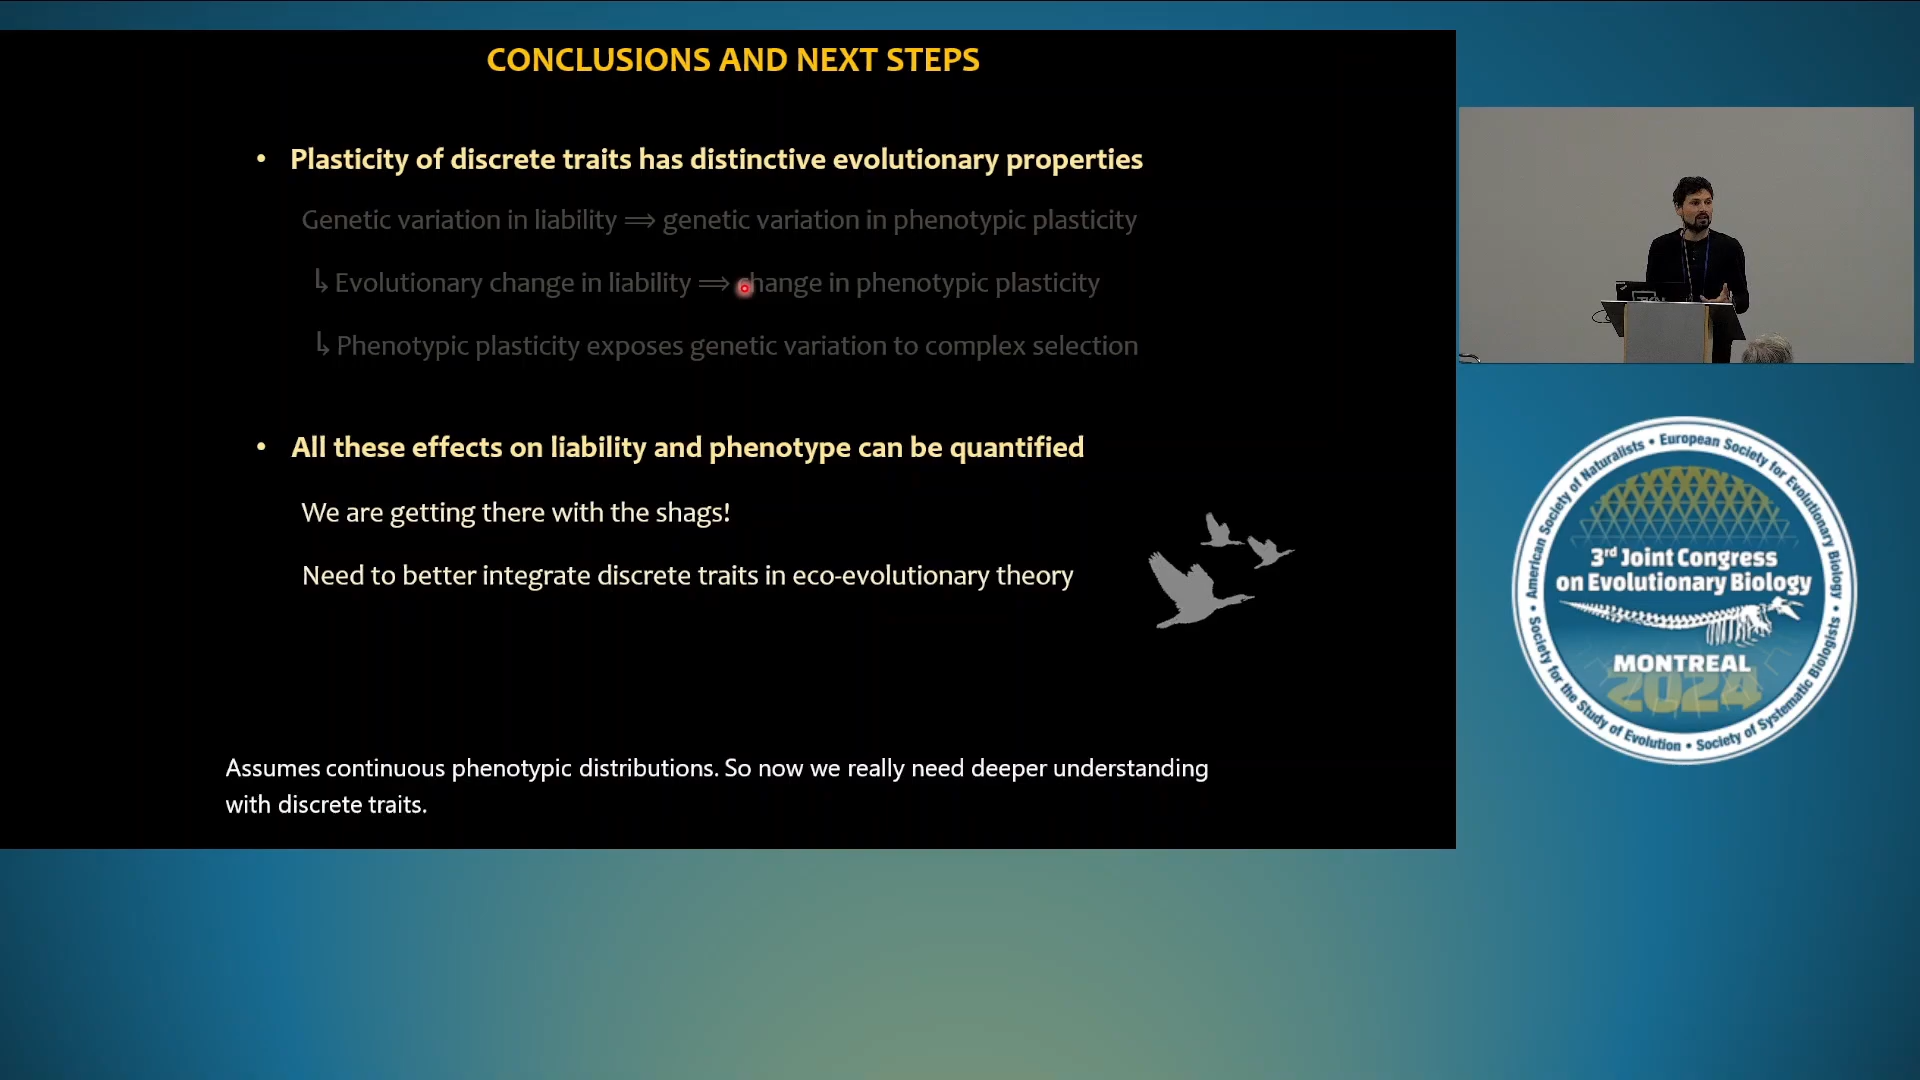 CONCLUSIONS AND NEXT STEPS
• Plasticity of discrete traits has distinctive evolutionary properties
Genetic variation in liability ⟹ genetic variation in phenotypic plasticity
↳ Evolutionary change in liability ⟹ change in phenotypic plasticity
↳ Phenotypic plasticity exposes genetic variation to complex selection
• All these effects on liability and phenotype can be quantified
We are getting there with the shags!
Need to better integrate discrete traits in eco-evolutionary theory
Assumes continuous phenotypic distributions. So now we really need deeper understanding
with discrete traits.
American Society of Naturalists • European Society for Evolutionary Biology •
3rd Joint Congress
on Evolutionary Biology
MONTREAL
2024
Society for the Study of Evolution • Society of Systematic Biologists •